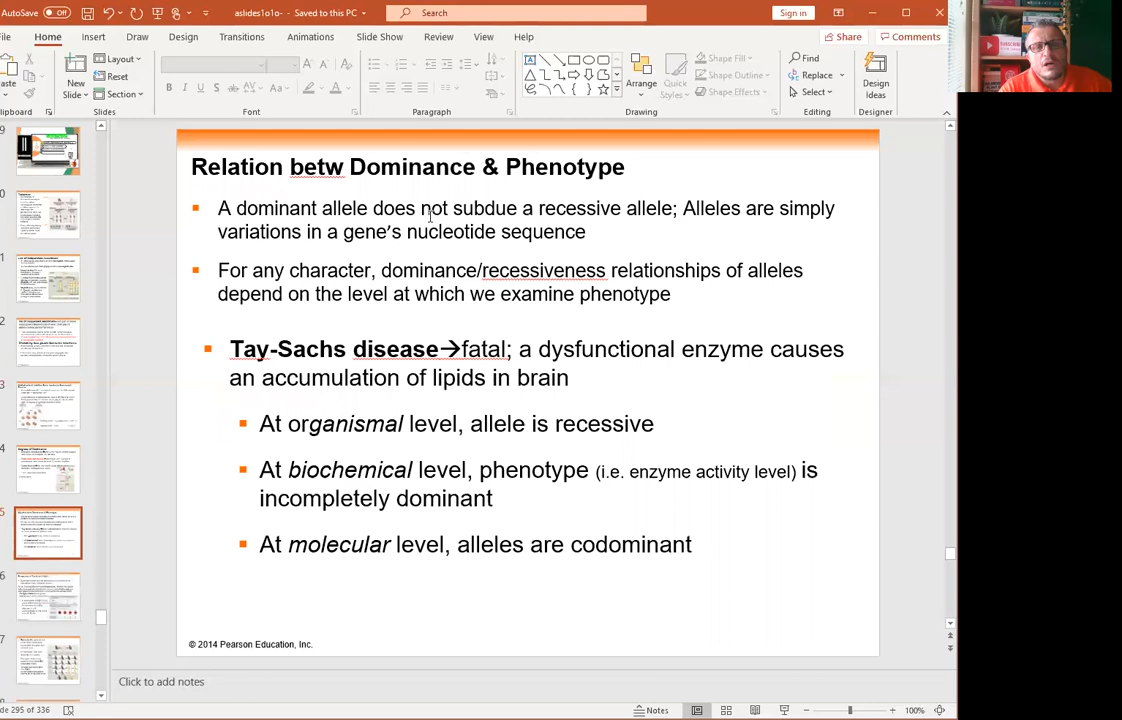 AutoSave Off aslides1o1o- - Saved to this PC Search Sign in
File Home Insert Draw Design Transitions Animations Slide Show Review View Help Share Comments
Paste New Slide Layout Reset Section Arrange Quick Styles Shape Fill Shape Outline Shape Effects Find Replace Select Design Ideas
Clipboard Slides Font Paragraph Drawing Editing Designer
Relation betw Dominance & Phenotype
A dominant allele does not subdue a recessive allele; Alleles are simply
variations in a gene's nucleotide sequence
For any character, dominance/recessiveness relationships of alleles
depend on the level at which we examine phenotype
Tay-Sachs disease→fatal; a dysfunctional enzyme causes
an accumulation of lipids in brain
At organismal level, allele is recessive
At biochemical level, phenotype (i.e. enzyme activity level) is
incompletely dominant
At molecular level, alleles are codominant
© 2014 Pearson Education, Inc.
Click to add notes
Slide 295 of 336 Notes 100%